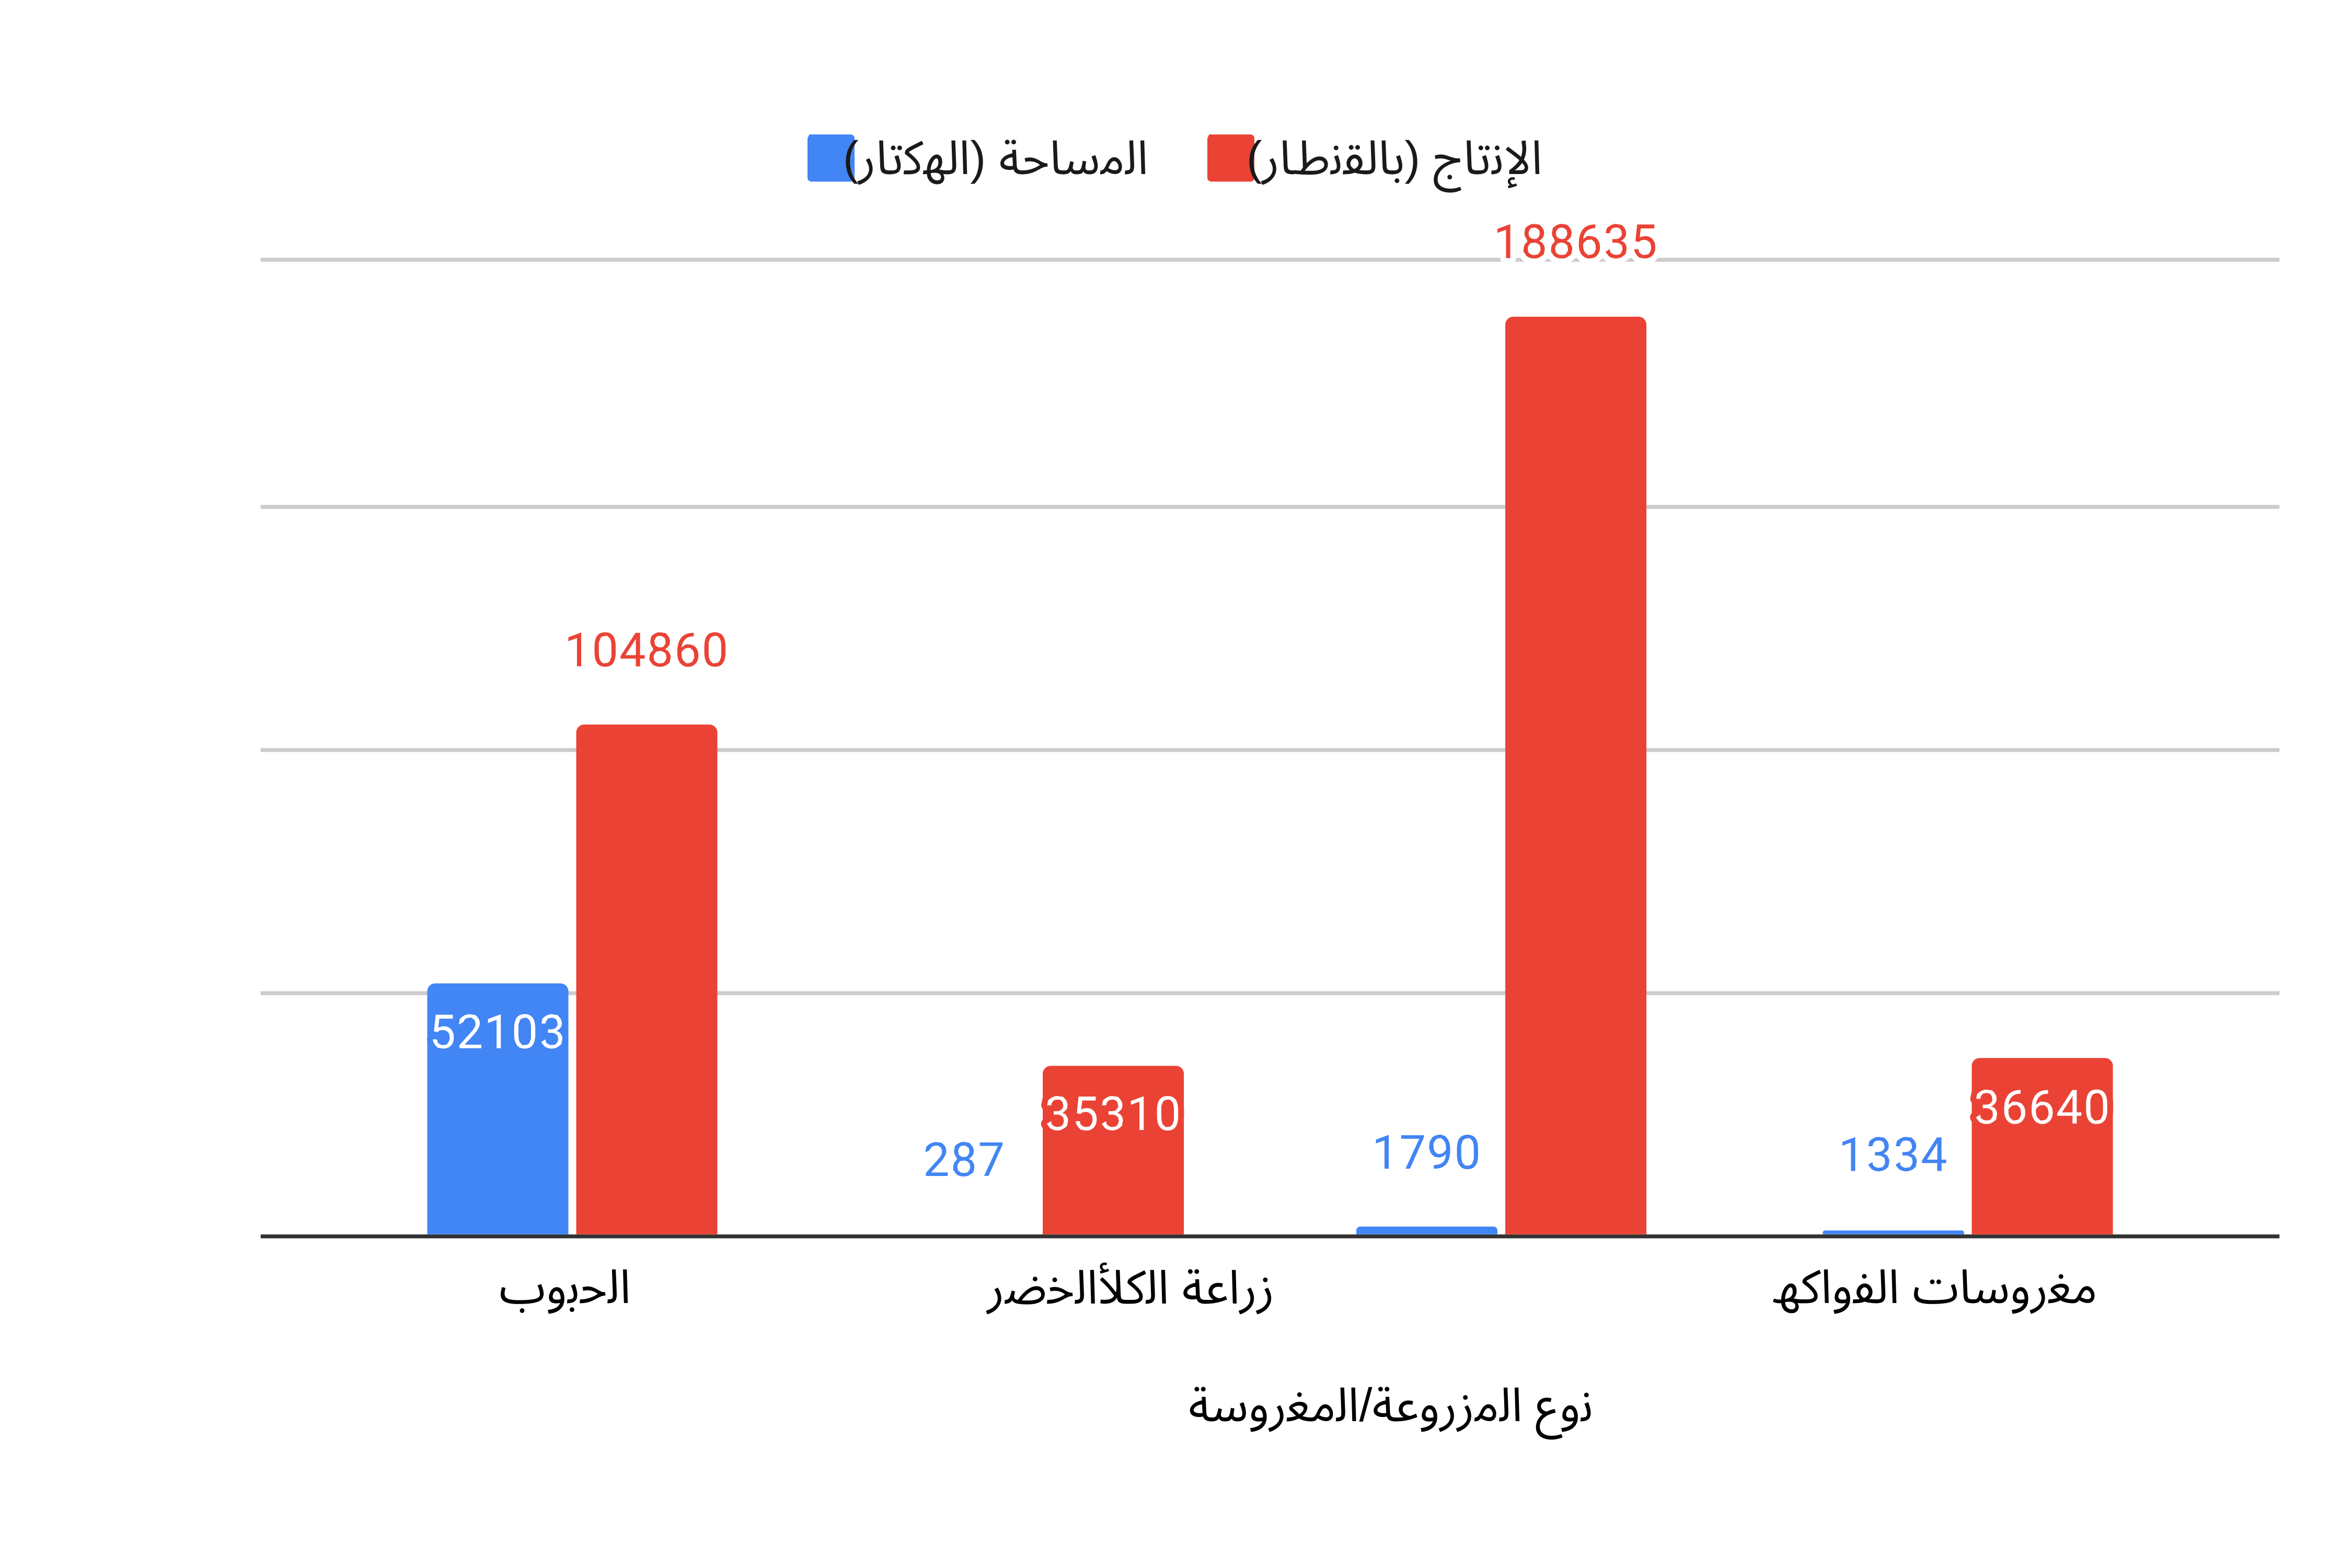 المساحة (الهكتار)
الإنتاج (بالقنطار)
188635
104860
52103
35310
287
1790
1334
36640
الحبوب
زراعة الكلأالخضر
مغروسات الفواكه
نوع المزروعة/المغروسة